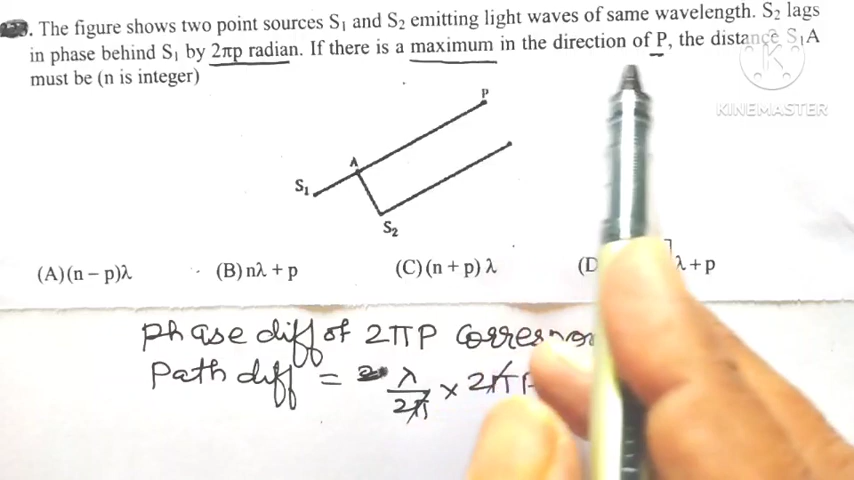 . The figure shows two point sources S₁ and S₂ emitting light waves of same wavelength. S₂ lags
in phase behind S₁ by 2πp radian. If there is a maximum in the direction of P, the distance S₁A
must be (n is integer)
KINEMASTER
P
A
S₁
S₂
(A) (n – p)λ (B) nλ + p (C) (n + p) λ (D λ + p
Phase diff of 2πP
Path diff = λ/2π × 2π